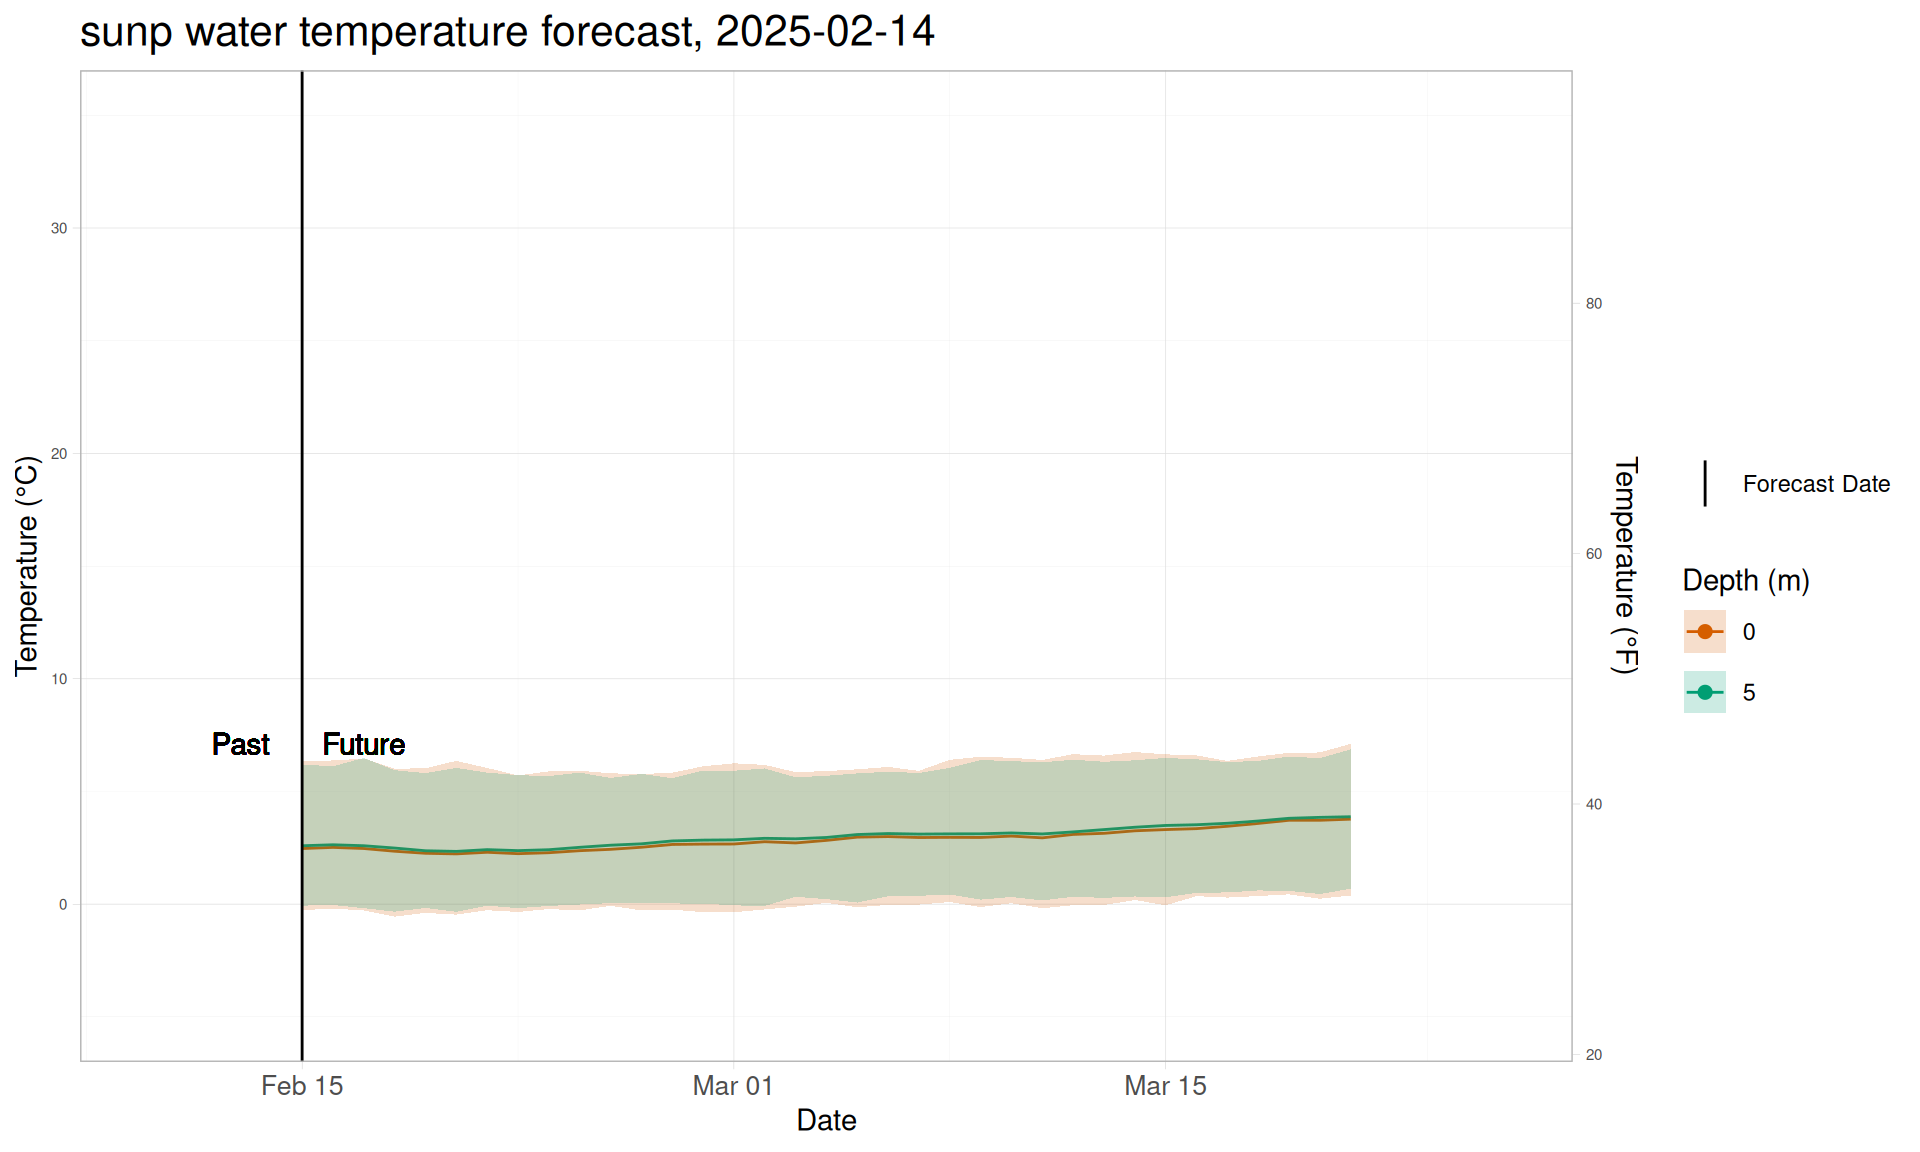 sunp water temperature forecast, 2025-02-14
30
20
10
0
Temperature (°C)
Past
Future
80
60
40
20
Temperature (°F)
Feb 15
Mar 01
Mar 15
Date
Forecast Date
Depth (m)
0
5